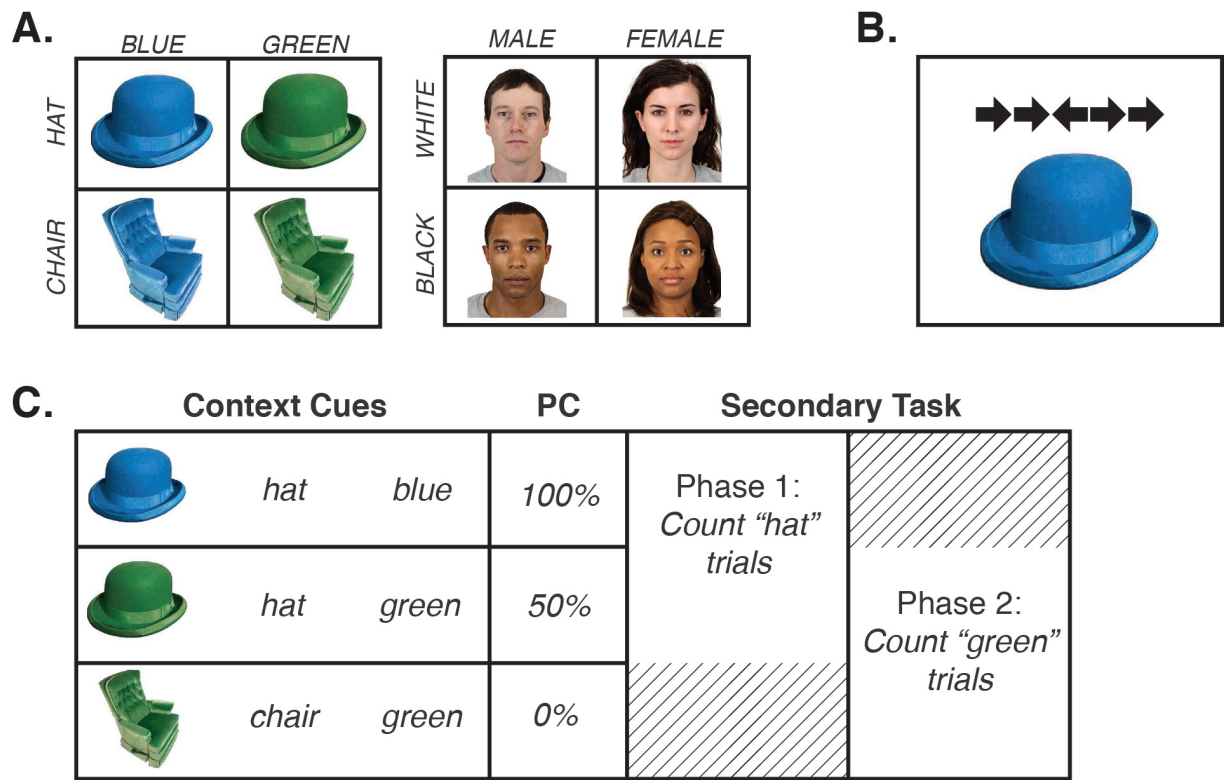 A.
BLUE GREEN
HAT
CHAIR
MALE FEMALE
WHITE
BLACK
B.
C.
Context Cues PC Secondary Task
hat blue 100%
hat green 50%
chair green 0%
Phase 1:
Count “hat”
trials
Phase 2:
Count “green”
trials